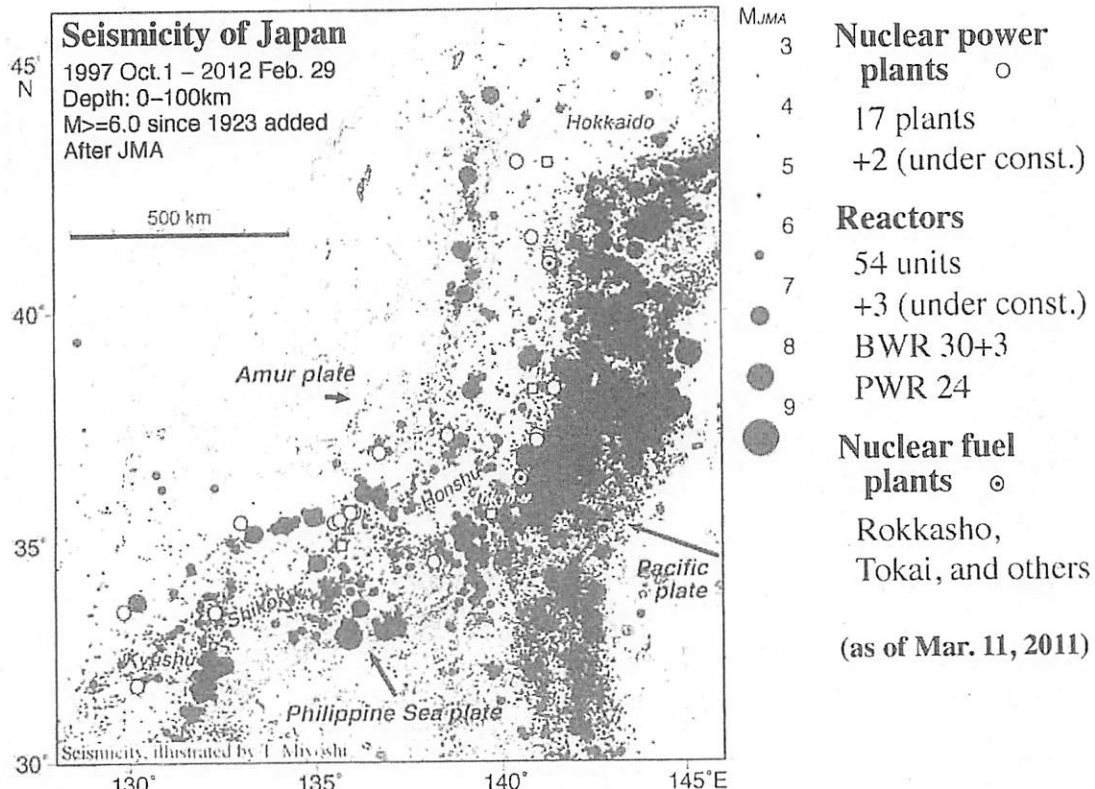 Seismicity of Japan
1997 Oct.1 – 2012 Feb. 29
Depth: 0–100km
M>=6.0 since 1923 added
After JMA
500 km
45°
N
40°
35°
30°
130°
135°
140°
145°E
Hokkaido
Amur plate
Honshu
Shikoku
Kyushu
Pacific
plate
Philippine Sea plate
Seismicity, illustrated by T. Miyoshi
MJMA
3
4
5
6
7
8
9
Nuclear power
plants
17 plants
+2 (under const.)
Reactors
54 units
+3 (under const.)
BWR 30+3
PWR 24
Nuclear fuel
plants
Rokkasho,
Tokai, and others
(as of Mar. 11, 2011)